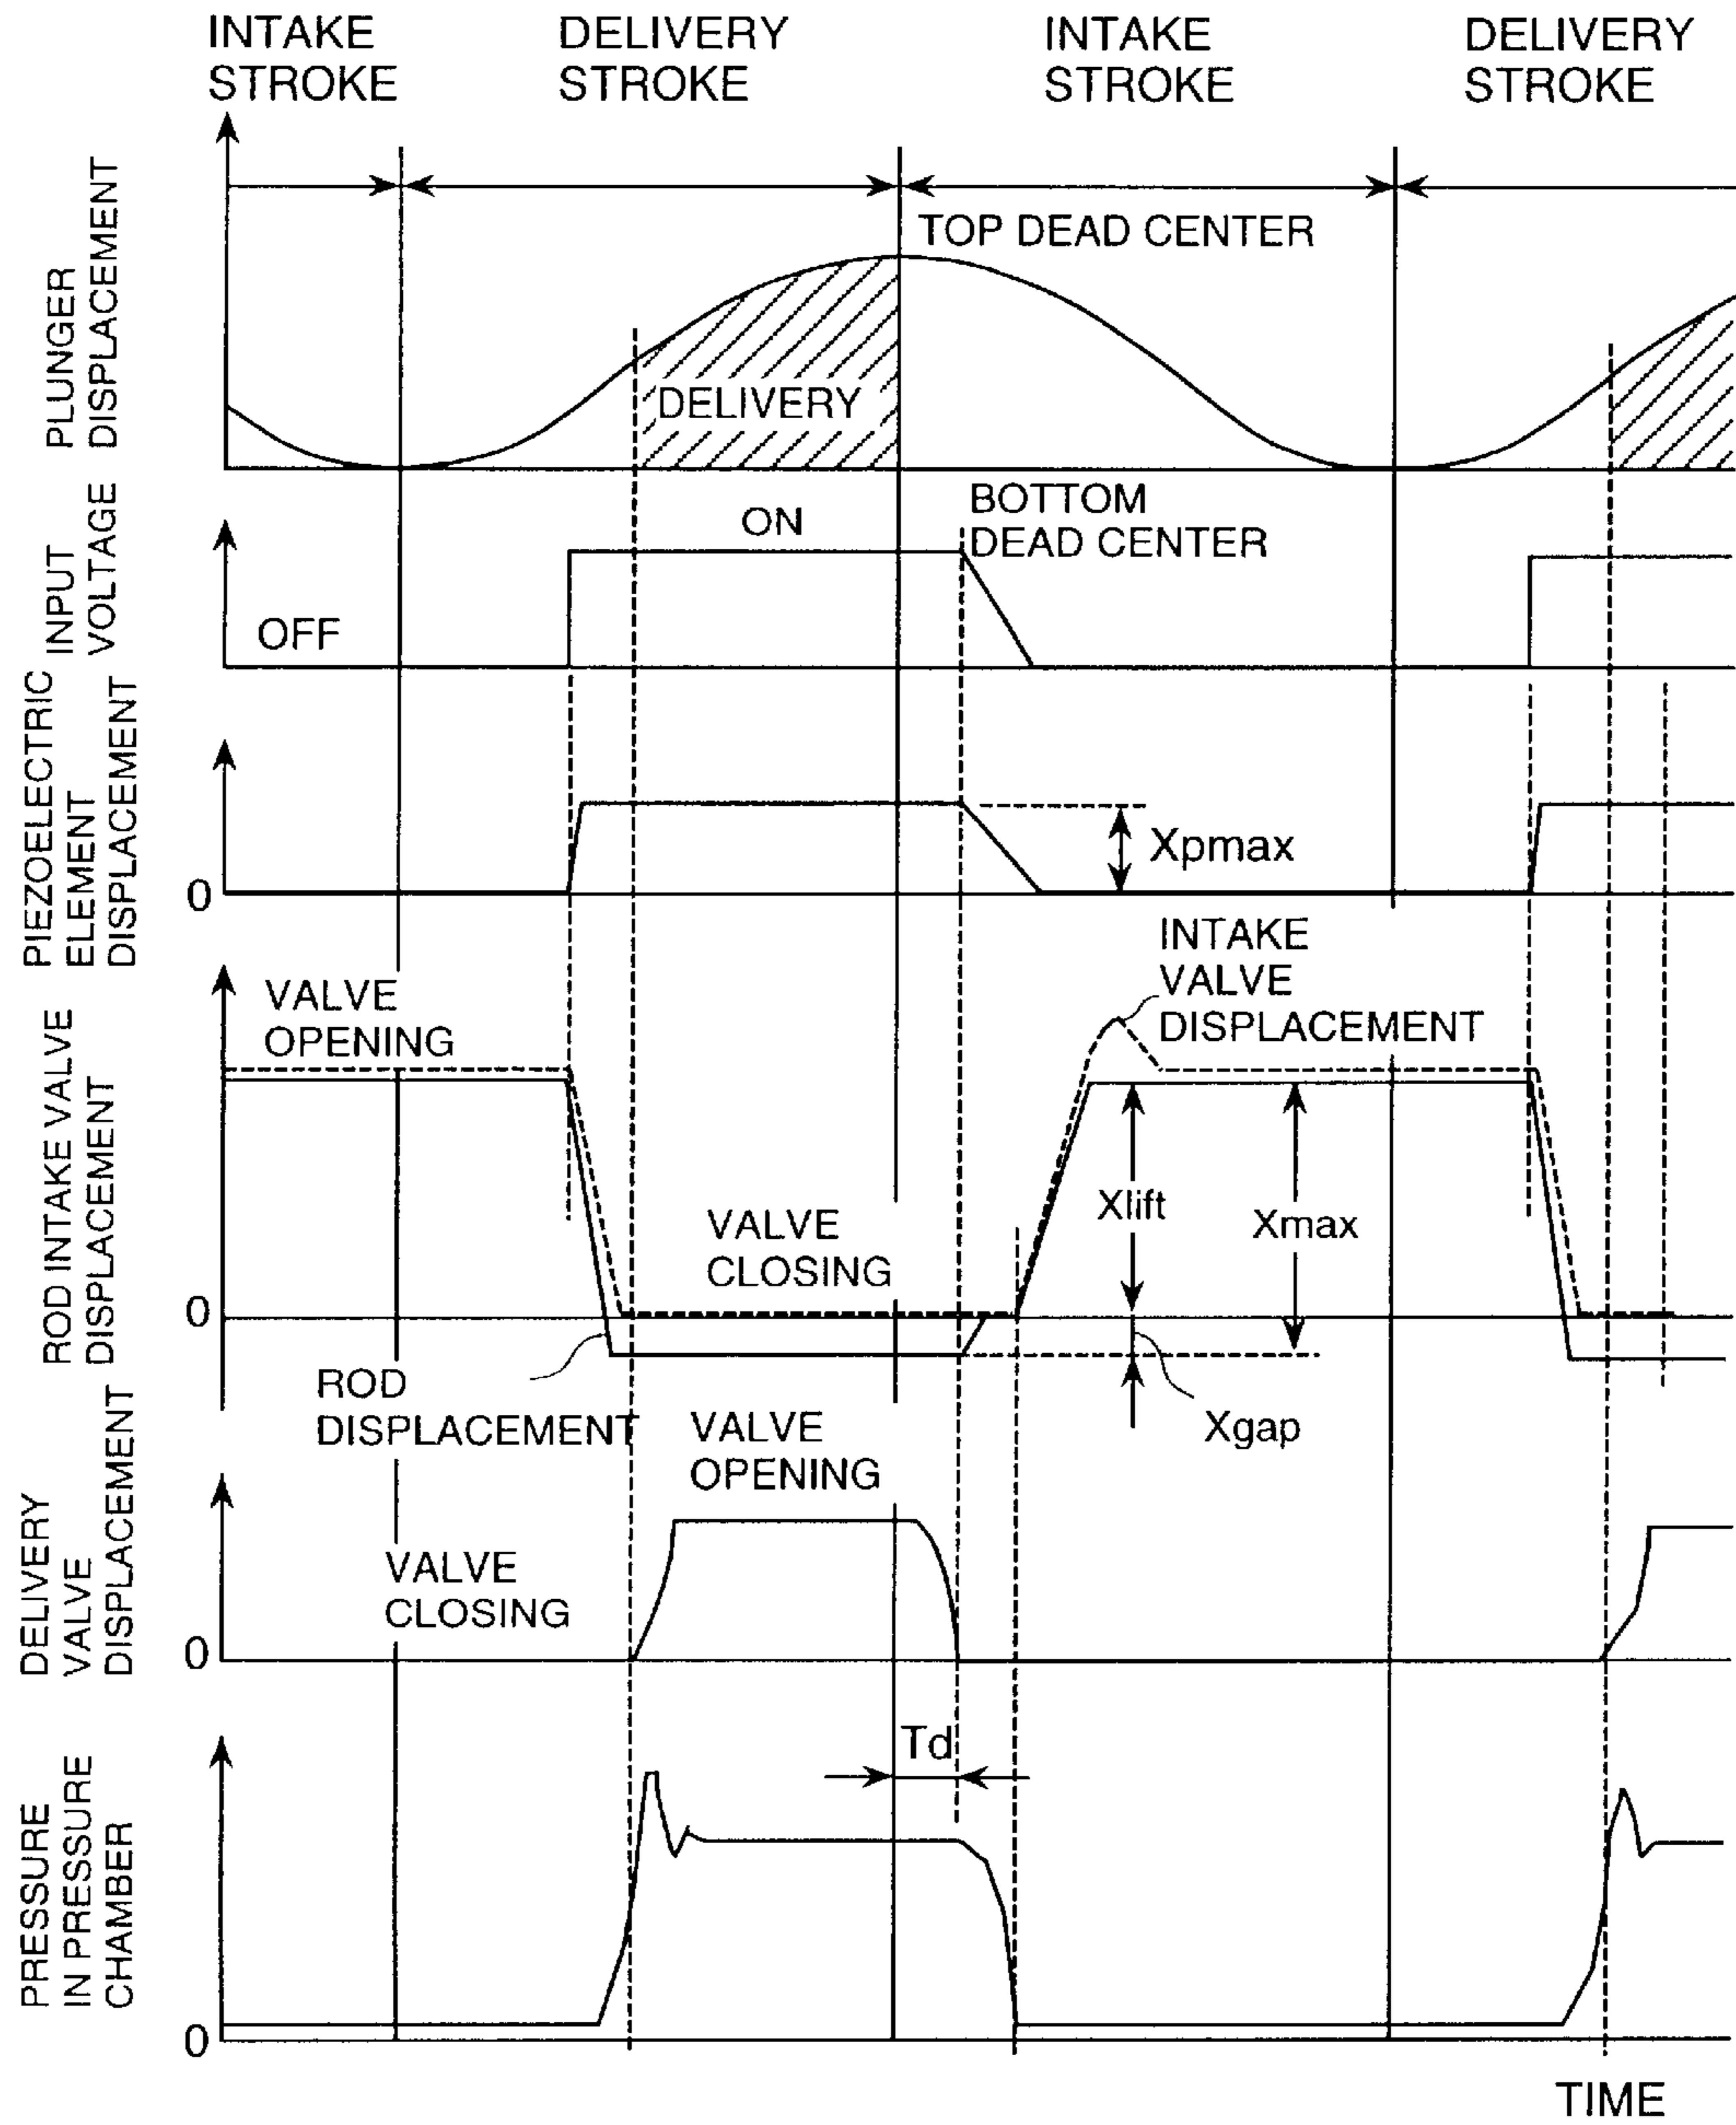 INTAKE
STROKE
DELIVERY
STROKE
INTAKE
STROKE
DELIVERY
STROKE
PLUNGER
DISPLACEMENT
TOP DEAD CENTER
DELIVERY
INPUT
VOLTAGE
ON
OFF
BOTTOM
DEAD CENTER
PIEZOELECTRIC
ELEMENT
DISPLACEMENT
0
Xpmax
ROD INTAKE VALVE
DISPLACEMENT
VALVE
OPENING
INTAKE
VALVE
DISPLACEMENT
VALVE
CLOSING
Xlift
Xmax
0
ROD
DISPLACEMENT
Xgap
DELIVERY
VALVE
DISPLACEMENT
VALVE
OPENING
VALVE
CLOSING
0
PRESSURE
IN PRESSURE
CHAMBER
Td
0
TIME